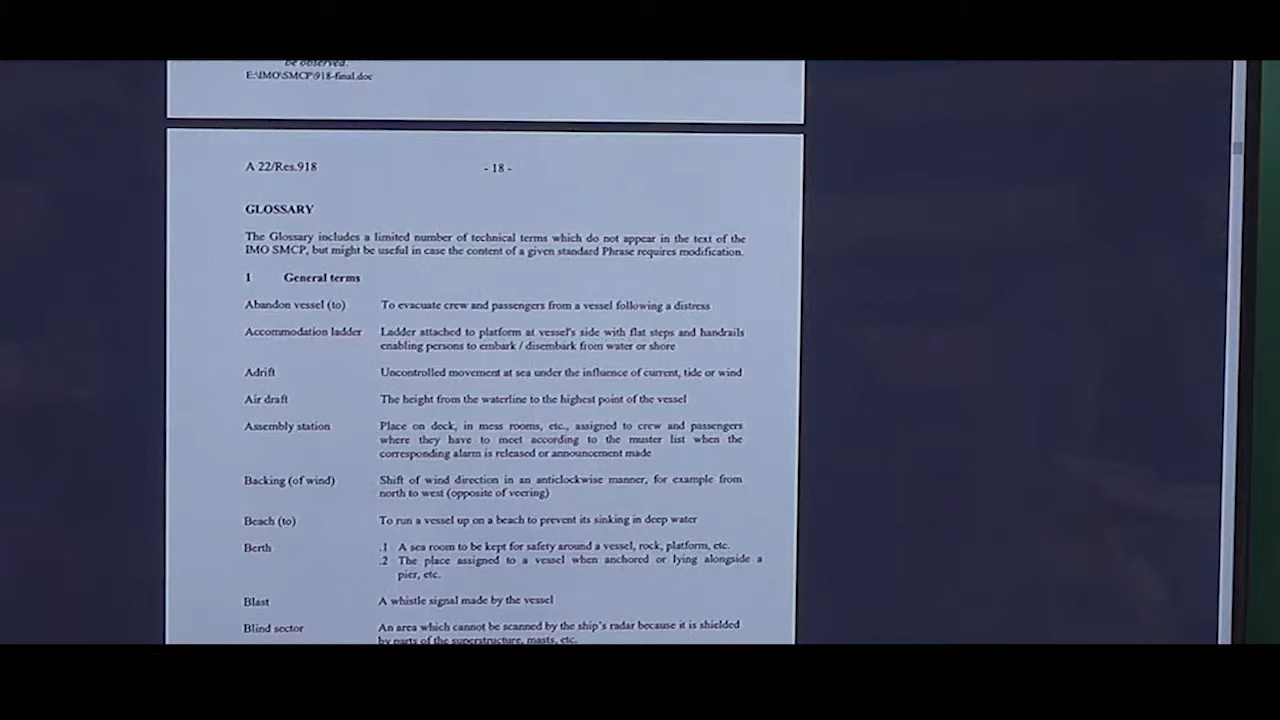 be observed.
E:\IMO\SMCP\918-final.doc
A 22/Res.918
- 18 -
GLOSSARY
The Glossary includes a limited number of technical terms which do not appear in the text of the
IMO SMCP, but might be useful in case the content of a given standard Phrase requires modification.
1 General terms
Abandon vessel (to) To evacuate crew and passengers from a vessel following a distress
Accommodation ladder Ladder attached to platform at vessel's side with flat steps and handrails
enabling persons to embark / disembark from water or shore
Adrift Uncontrolled movement at sea under the influence of current, tide or wind
Air draft The height from the waterline to the highest point of the vessel
Assembly station Place on deck, in mess rooms, etc., assigned to crew and passengers
where they have to meet according to the muster list when the
corresponding alarm is released or announcement made
Backing (of wind) Shift of wind direction in an anticlockwise manner, for example from
north to west (opposite of veering)
Beach (to) To run a vessel up on a beach to prevent its sinking in deep water
Berth .1 A sea room to be kept for safety around a vessel, rock, platform, etc.
.2 The place assigned to a vessel when anchored or lying alongside a
pier, etc.
Blast A whistle signal made by the vessel
Blind sector An area which cannot be scanned by the ship's radar because it is shielded
by parts of the superstructure, masts, etc.